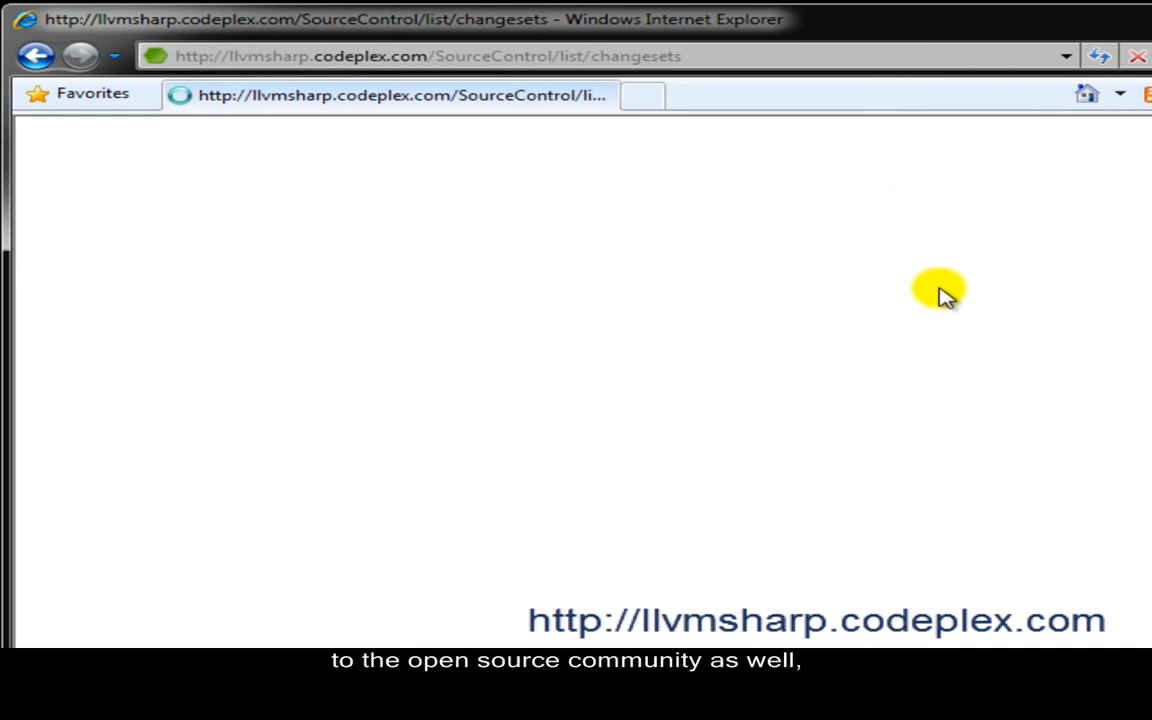 http://llvmsharp.codeplex.com/SourceControl/list/changesets - Windows Internet Explorer
http://llvmsharp.codeplex.com/SourceControl/list/changesets
Favorites
http://llvmsharp.codeplex.com/SourceControl/li...
http://llvmsharp.codeplex.com
to the open source community as well,